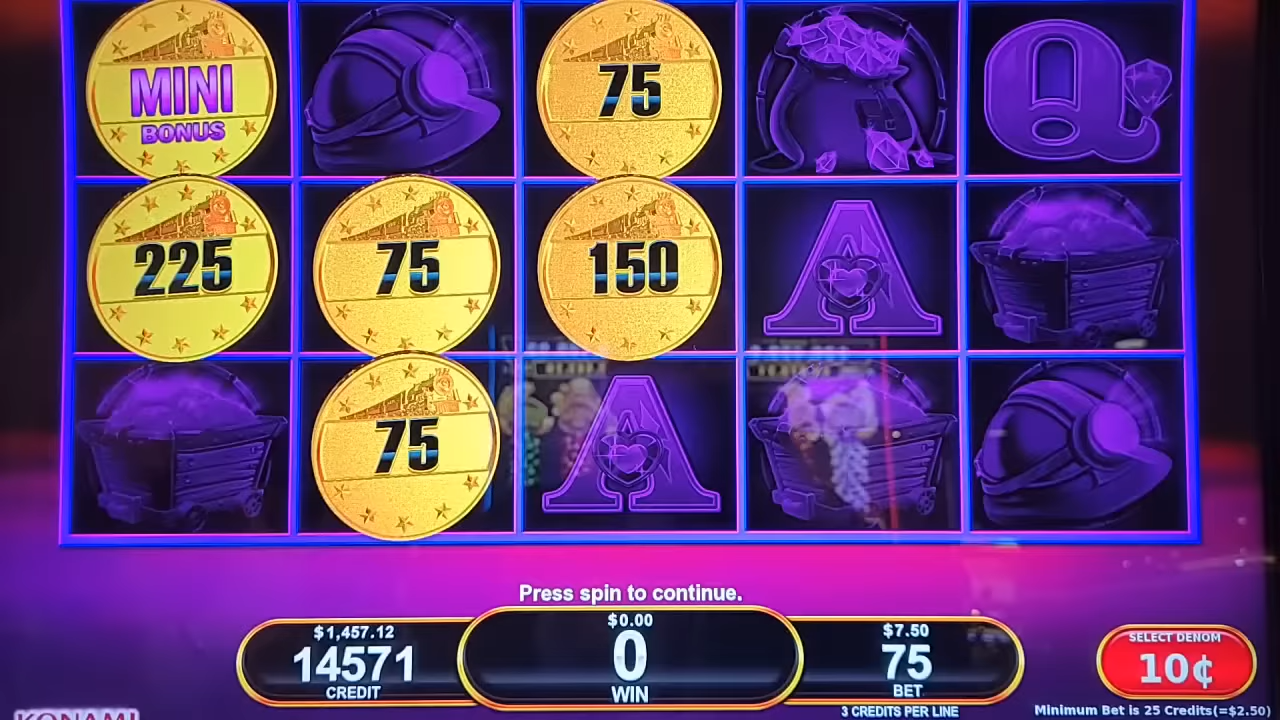 MINI
BONUS
75
Q
225
75
150
A
75
A
Press spin to continue.
$1,457.12
14571
CREDIT
$0.00
0
WIN
$7.50
75
BET
3 CREDITS PER LINE
SELECT DENOM
10¢
Minimum Bet is 25 Credits(=$2.50)
KONAMI